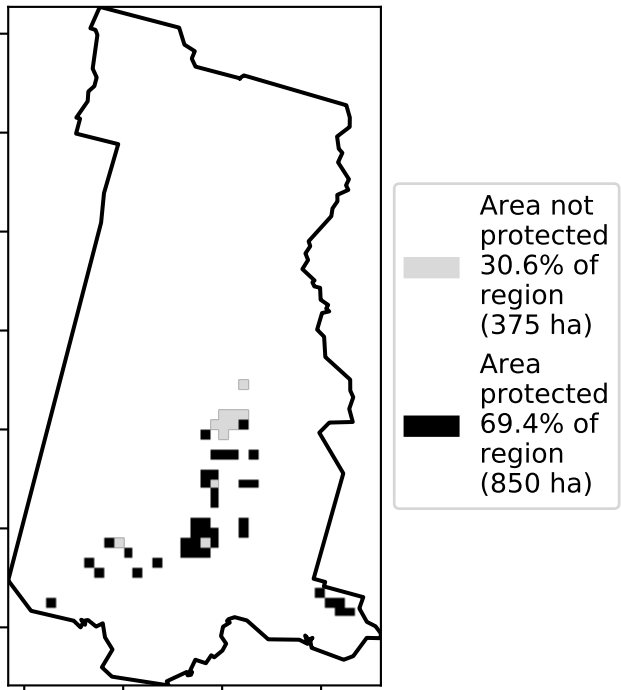 Area not
protected
30.6% of
region
(375 ha)
Area
protected
69.4% of
region
(850 ha)